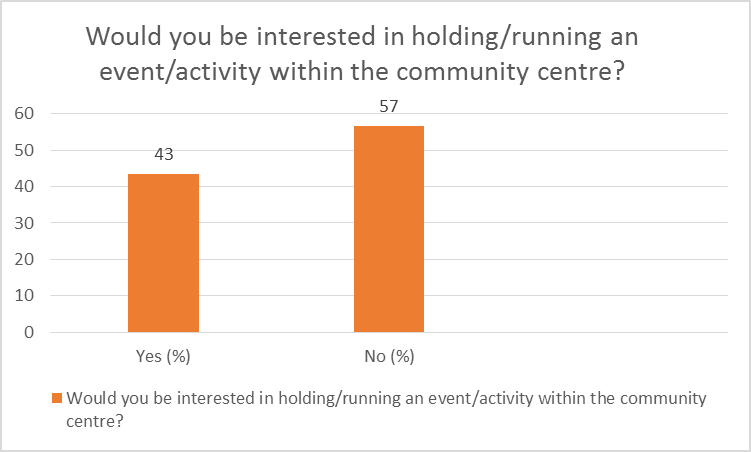 Would you be interested in holding/running an
event/activity within the community centre?
60
50
40
30
20
10
0
43
57
Yes (%)
No (%)
Would you be interested in holding/running an event/activity within the community
centre?